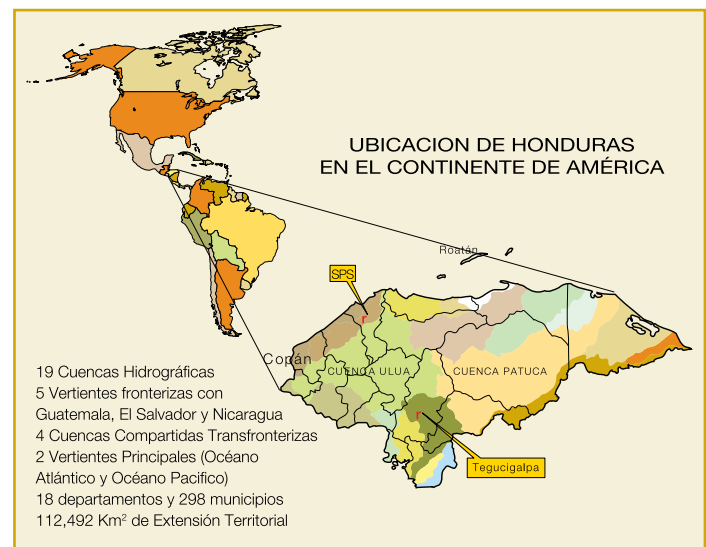 UBICACION DE HONDURAS
EN EL CONTINENTE DE AMÉRICA
Roatán
SPS
r
Copán
CUENCA ULUA
CUENCA PATUCA
r
Tegucigalpa
19 Cuencas Hidrográficas
5 Vertientes fronterizas con
Guatemala, El Salvador y Nicaragua
4 Cuencas Compartidas Transfronterizas
2 Vertientes Principales (Océano
Atlántico y Océano Pacifico)
18 departamentos y 298 municipios
112,492 Km² de Extensión Territorial